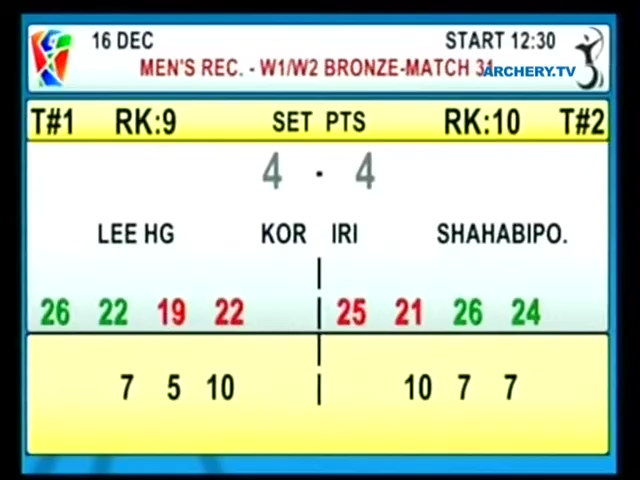 16 DEC START 12:30
MEN'S REC. - W1/W2 BRONZE-MATCH 31
ARCHERY.TV
T#1 RK:9 SET PTS RK:10 T#2
4 - 4
LEE HG KOR IRI SHAHABIPO.
26 22 19 22 25 21 26 24
7 5 10 10 7 7